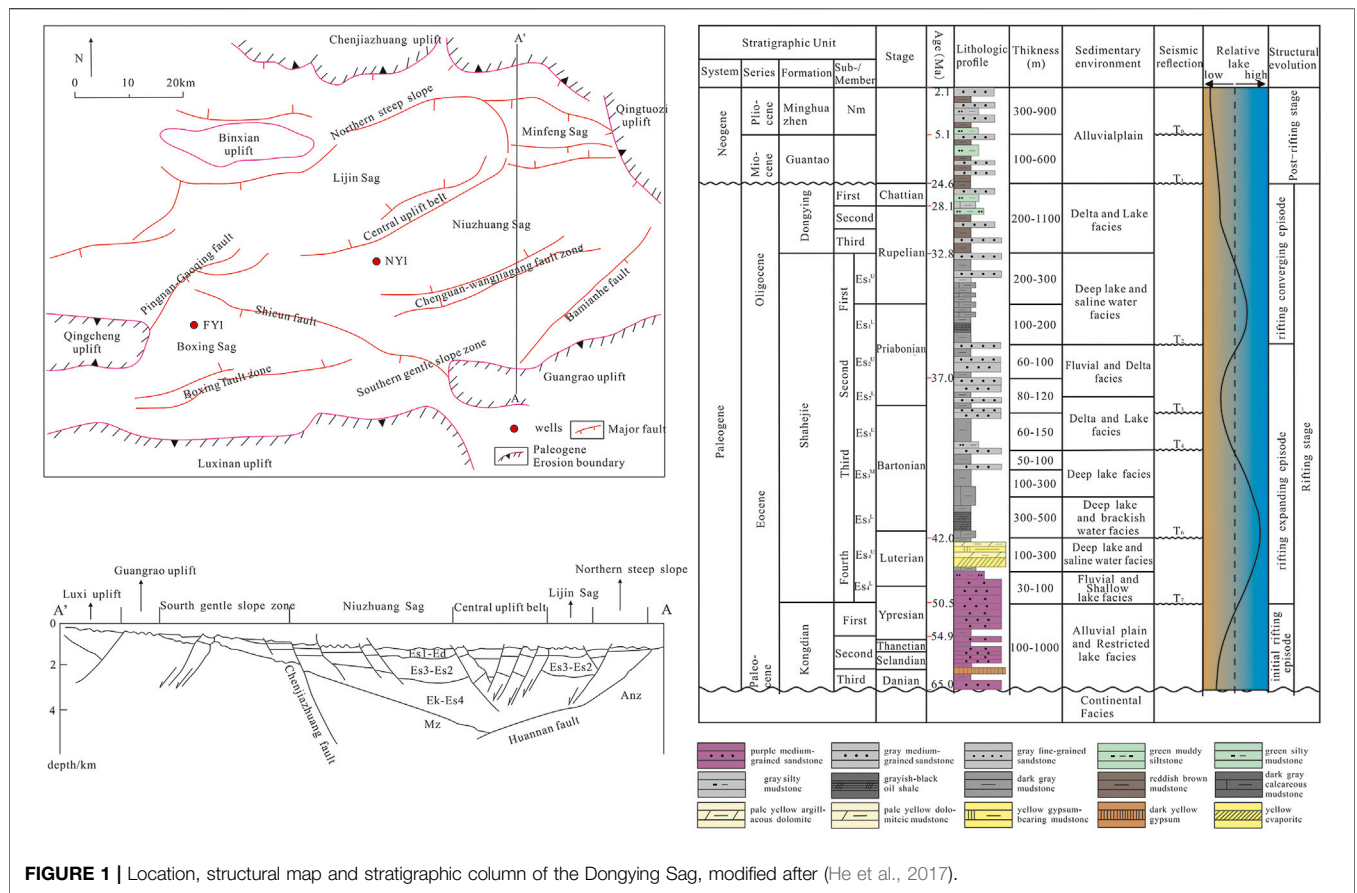 N
0 10 20km
Chenjiazhuang uplift
A'
Qingtuozi
uplift
Northern steep slope
Minfeng Sag
Binxian
uplift
Lijin Sag
Central uplift belt
Niuzhuang Sag
NY1
Pingnan-Gaoqing fault
Chenguan-wangjiagang fault zone
Bamianhe fault
Shicun fault
FY1
Qingcheng
uplift
Boxing Sag
Boxing fault zone
Southern gentle slope zone
Guangrao uplift
A
wells
Major fault
Paleogene
Erosion boundary
Luxinan uplift
Guangrao uplift
Northern steep slope
Luxi uplift
Lijin Sag
A'
Sourth gentle slope zone
Niuzhuang Sag
Central uplift belt
A
0
2
4
Es1-Ed
Es3-Es2
Es3-Es2
Ek-Es4
Mz
Anz
Chenjiazhuang fault
Huannan fault
depth/km
Stratigraphic Unit
System
Series
Formation
Sub-/
Member
Stage
Age(Ma)
Lithologic
profile
Thikness
(m)
Sedimentary
environment
Seismic
reflection
Relative
lake
low high
Structural
evolution
Neogene
Plio-
cene
Minghua
zhen
Nm
Mio-
cene
Guantao
Paleogene
Oligocene
Eocene
Paleo-
cene
Dongying
First
Second
Third
Shahejie
First
Es₁ᵁ
Es₁ᴸ
Second
Es₂ᵁ
Es₂ᴸ
Third
Es₃ᵁ
Es₃ᴹ
Es₃ᴸ
Fourth
Es₄ᵁ
Es₄ᴸ
Kongdian
First
Second
Third
Chattian
Rupelian
Priabonian
Bartonian
Luterian
Ypresian
Thanetian
Selandian
Danian
2.1
5.1
24.6
28.1
32.8
37.0
42.0
50.5
54.9
65.0
300-900
100-600
200-1100
200-300
100-200
60-100
80-120
60-150
50-100
100-300
300-500
100-300
30-100
100-1000
Alluvialplain
Delta and Lake
facies
Deep lake and
saline water
facies
Fluvial and Delta
facies
Delta and Lake
facies
Deep lake facies
Deep lake
and brackish
water facies
Deep lake and
saline water facies
Fluvial and
Shallow
lake facies
Alluvial plain
and Restricted
lake facies
Continental
Facies
T₀
T₁
T₂
T₃
T₄
T₆
T₇
Post-rifting stage
rifting converging episode
rifting expanding episode
initial rifting
episode
Rifting stage
purple medium-
grained sandstone
gray medium-
grained sandstone
gray fine-grained
sandstone
green muddy
siltstone
green silty
mudstone
gray silty
mudstone
grayish-black
oil shale
dark gray
mudstone
reddish brown
mudstone
dark gray
calcareous
mudstone
pale yellow argill-
aceous dolomite
pale yellow dolo-
miteic mudstone
yellow gypsum-
bearing mudstone
dark yellow
gypsum
yellow
evaporite
FIGURE 1 | Location, structural map and stratigraphic column of the Dongying Sag, modified after (He et al., 2017).